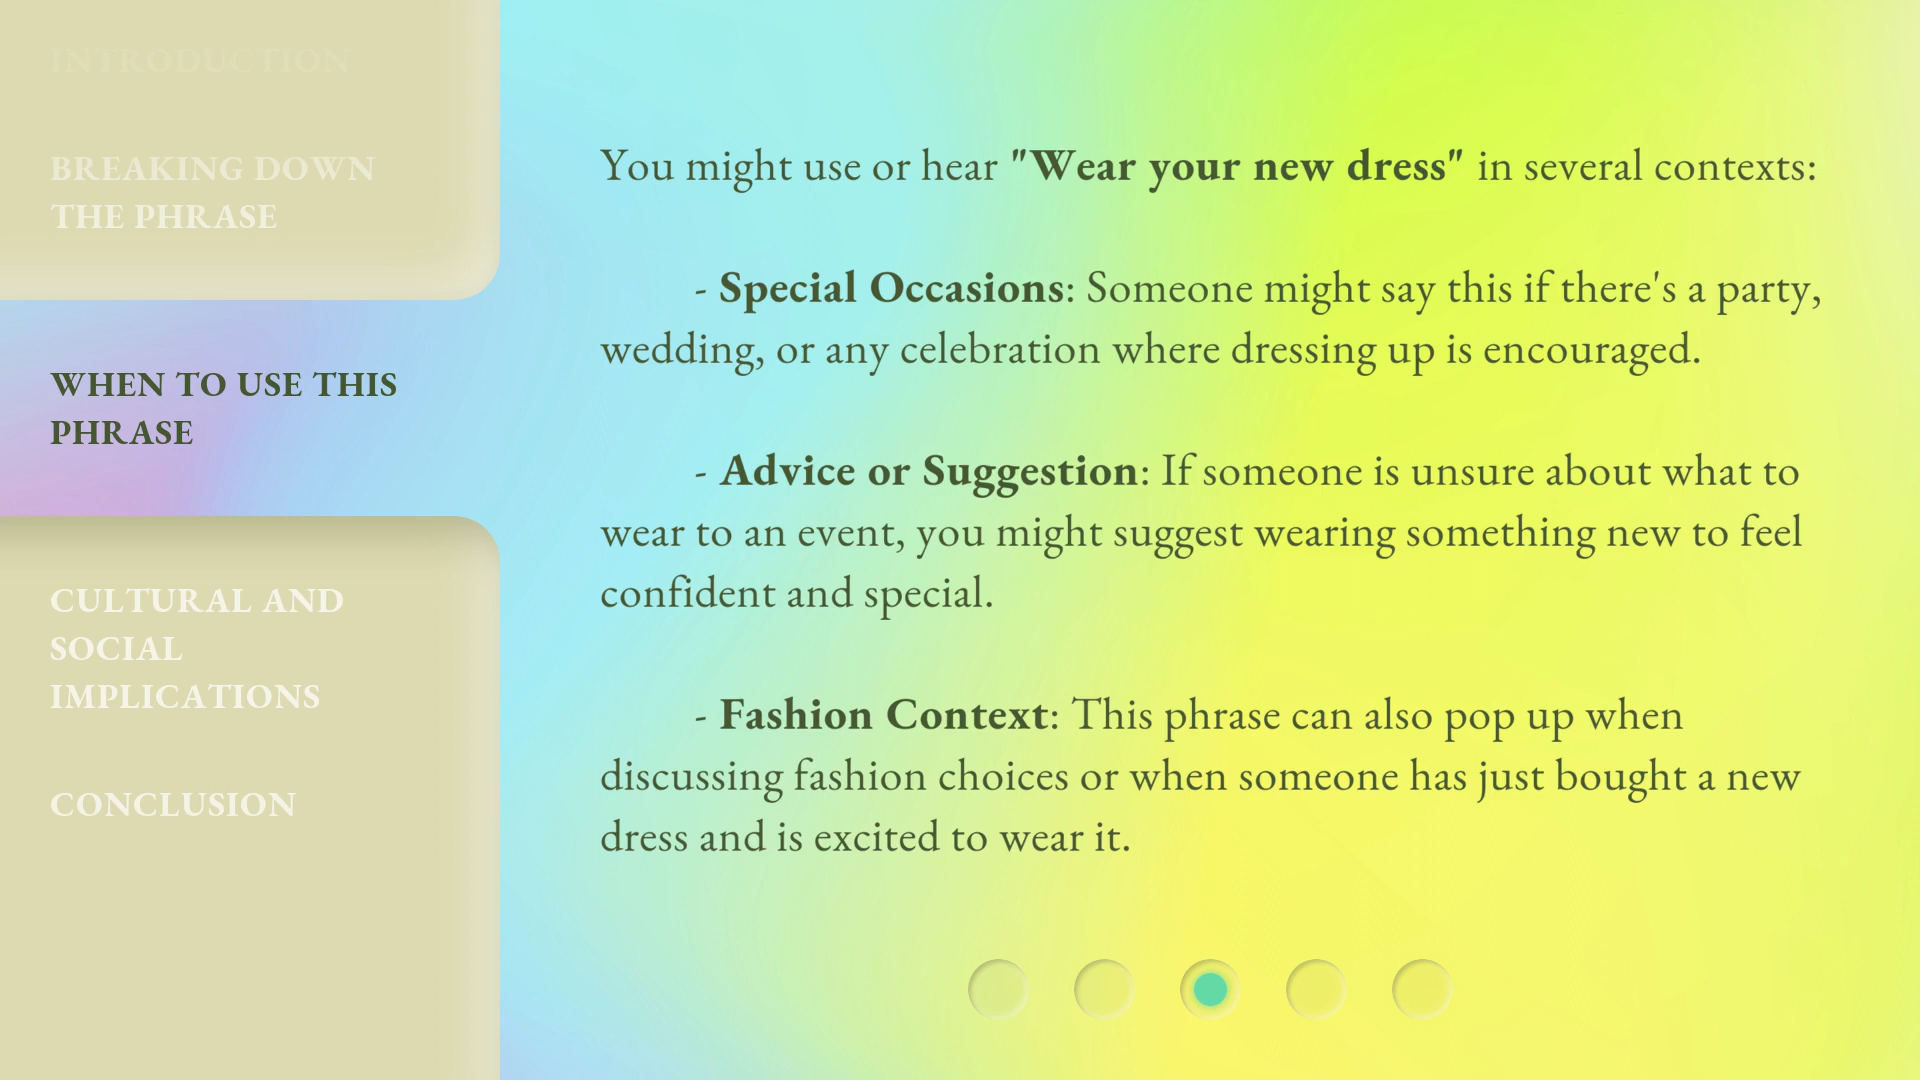 INTRODUCTION
BREAKING DOWN
THE PHRASE
WHEN TO USE THIS
PHRASE
CULTURAL AND
SOCIAL
IMPLICATIONS
CONCLUSION
You might use or hear "Wear your new dress" in several contexts:
- Special Occasions: Someone might say this if there's a party,
wedding, or any celebration where dressing up is encouraged.
- Advice or Suggestion: If someone is unsure about what to
wear to an event, you might suggest wearing something new to feel
confident and special.
- Fashion Context: This phrase can also pop up when
discussing fashion choices or when someone has just bought a new
dress and is excited to wear it.